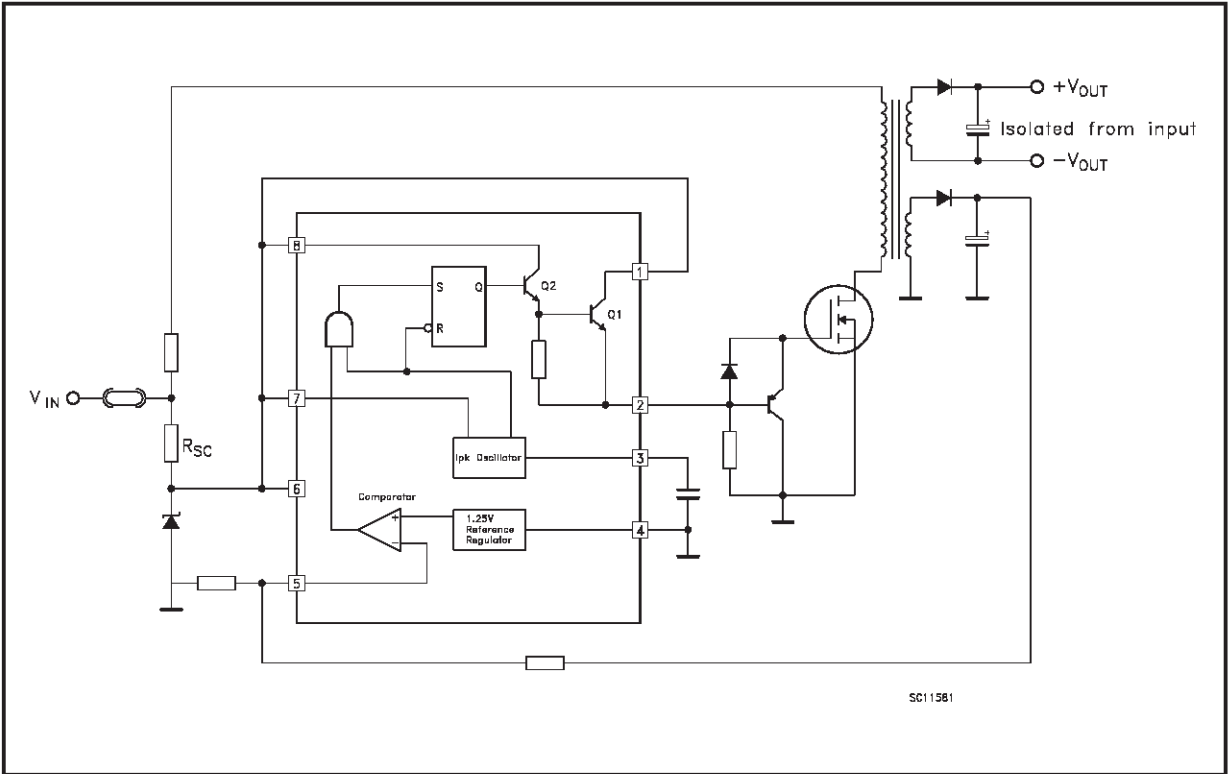 +VOUT
Isolated from input
−VOUT
8
1
S
Q
Q2
Q1
R
VIN
7
2
RSC
Ipk Oscillator
3
6
Comparator
+
1.25V
Reference
Regulator
4
−
5
SC11581